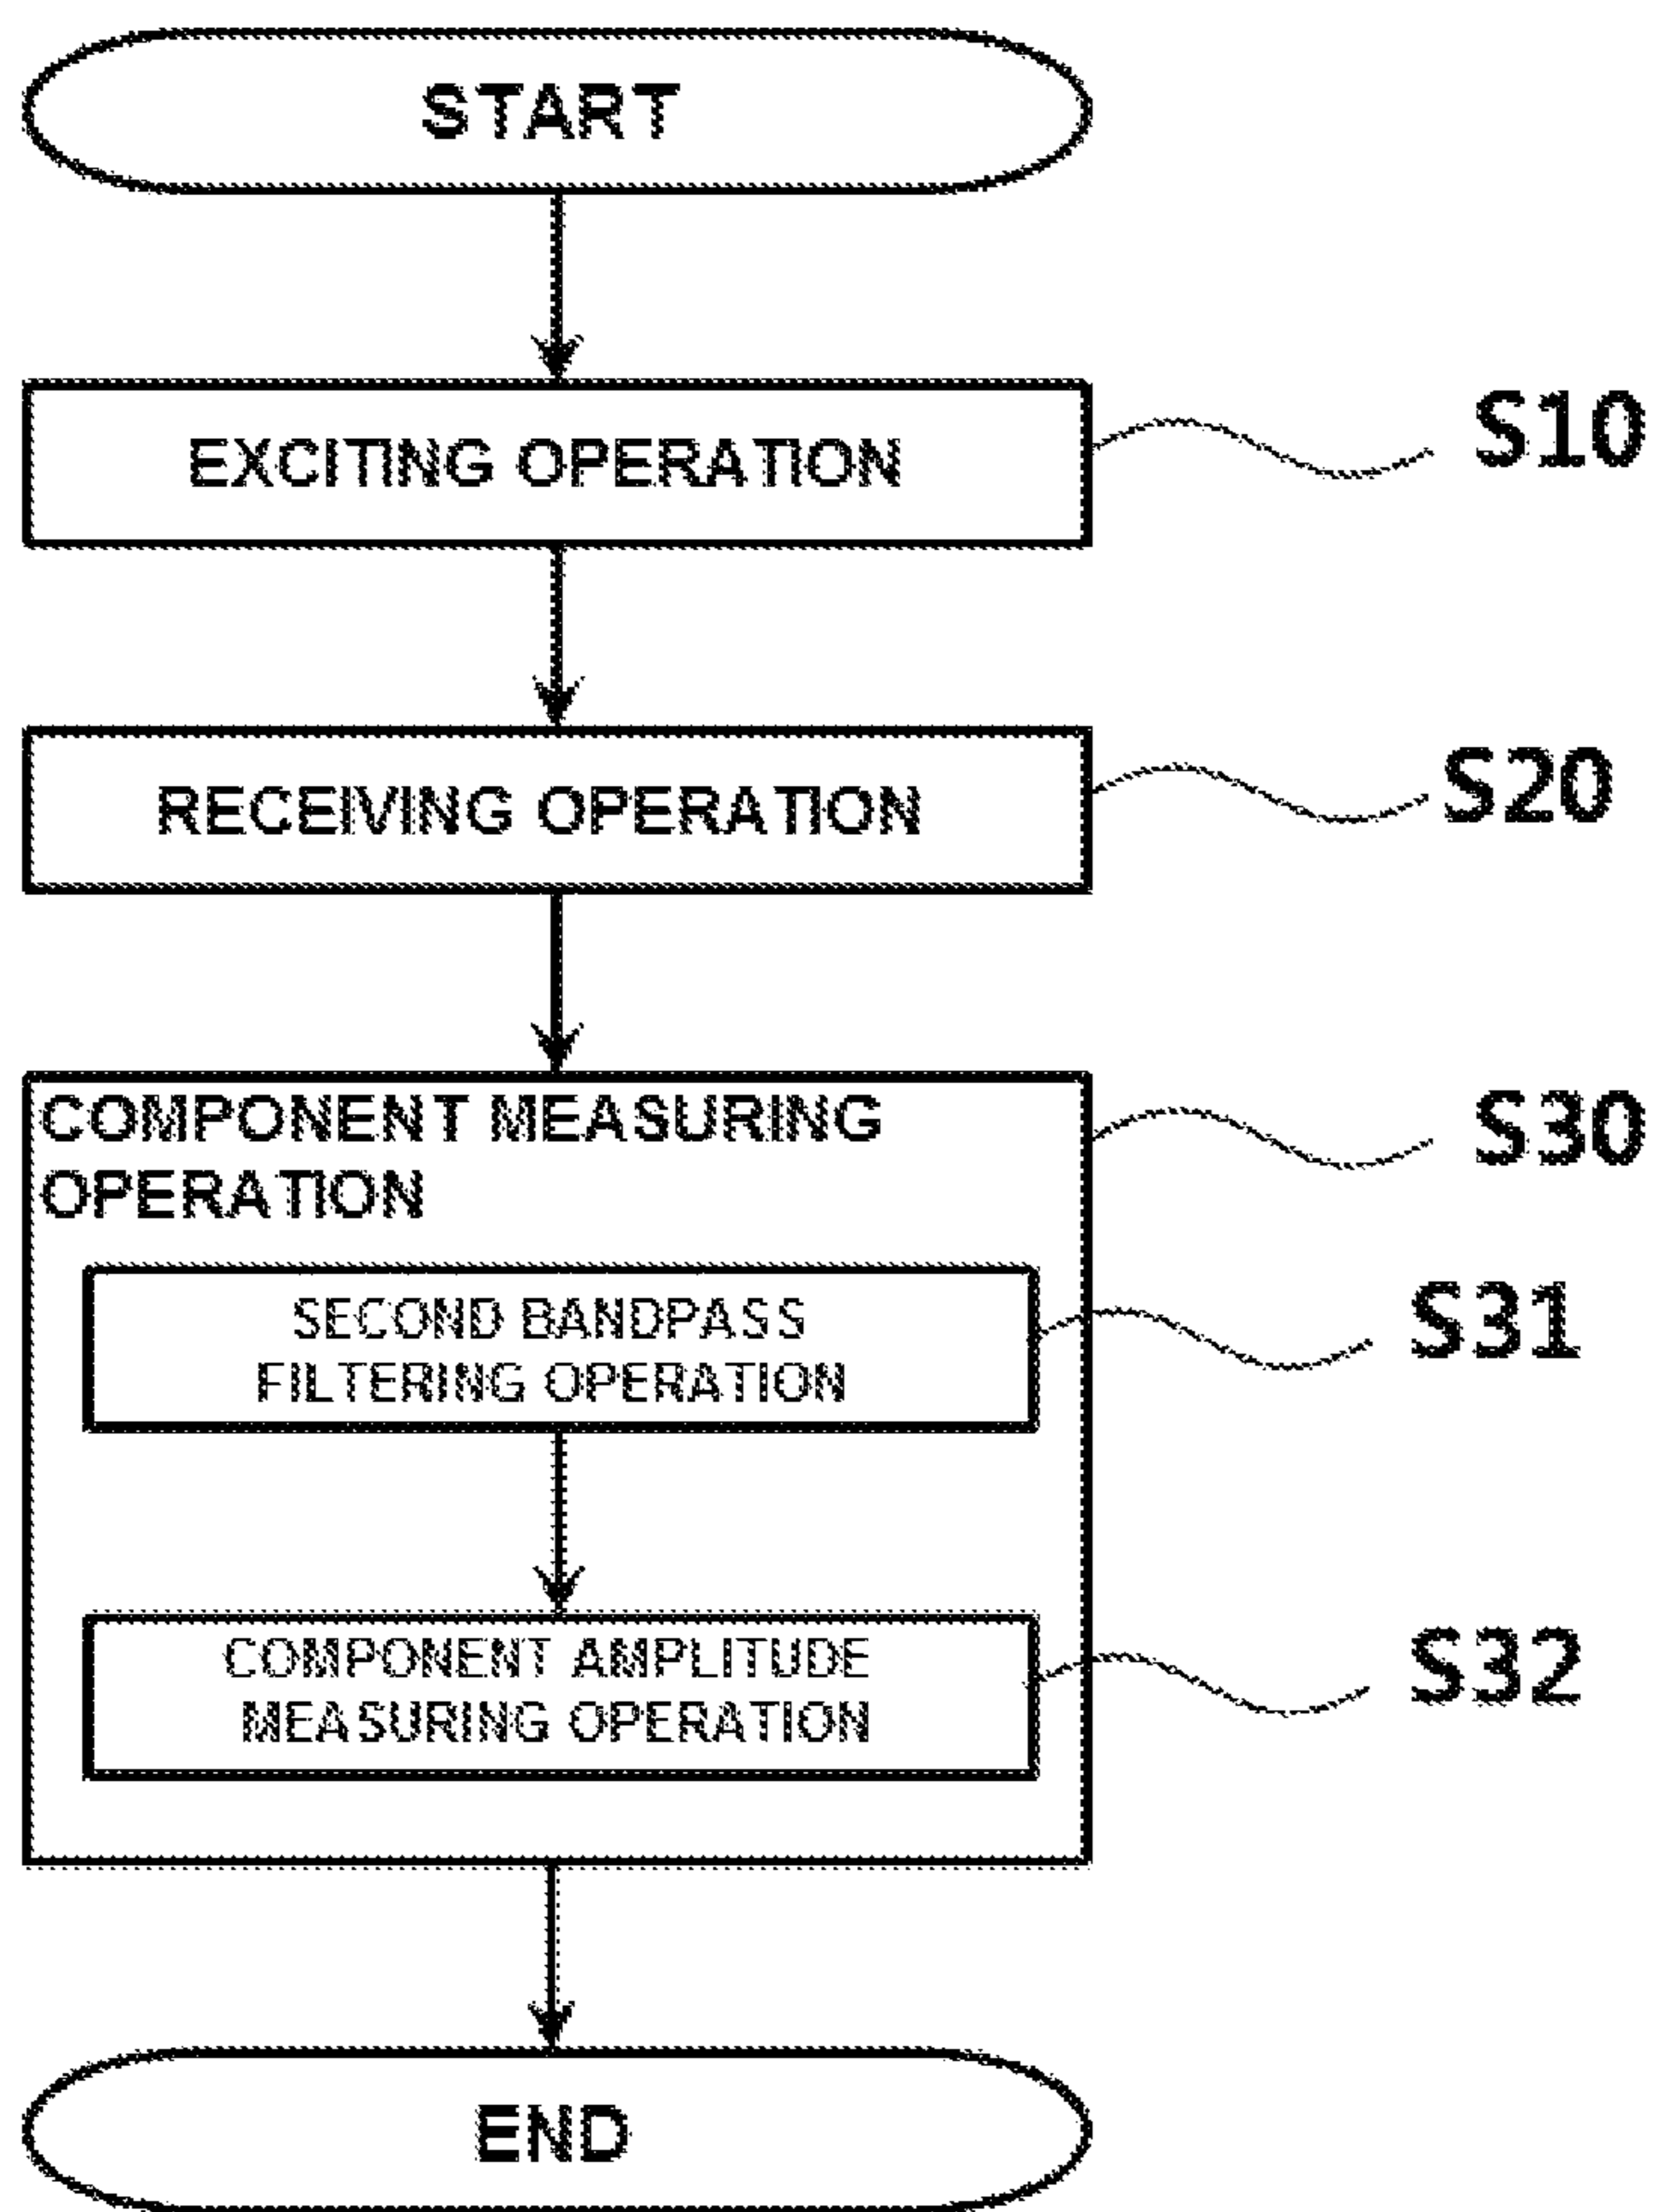 START
EXCITING OPERATION
S10
RECEIVING OPERATION
S20
COMPONENT MEASURING
OPERATION
S30
SECOND BANDPASS
FILTERING OPERATION
S31
COMPONENT AMPLITUDE
MEASURING OPERATION
S32
END